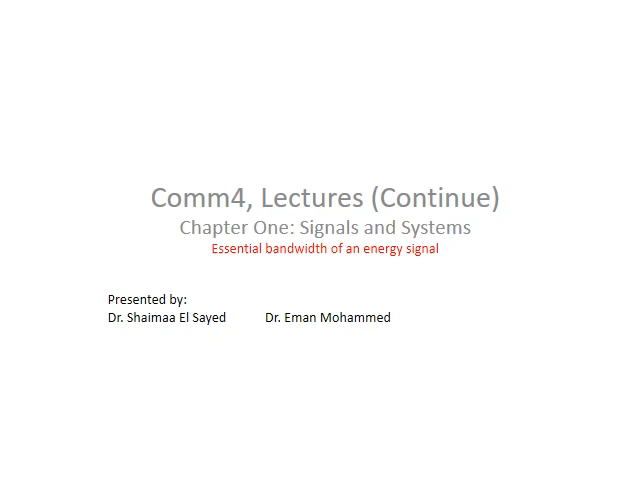 Comm4, Lectures (Continue)
Chapter One: Signals and Systems
Essential bandwidth of an energy signal
Presented by:
Dr. Shaimaa El Sayed Dr. Eman Mohammed